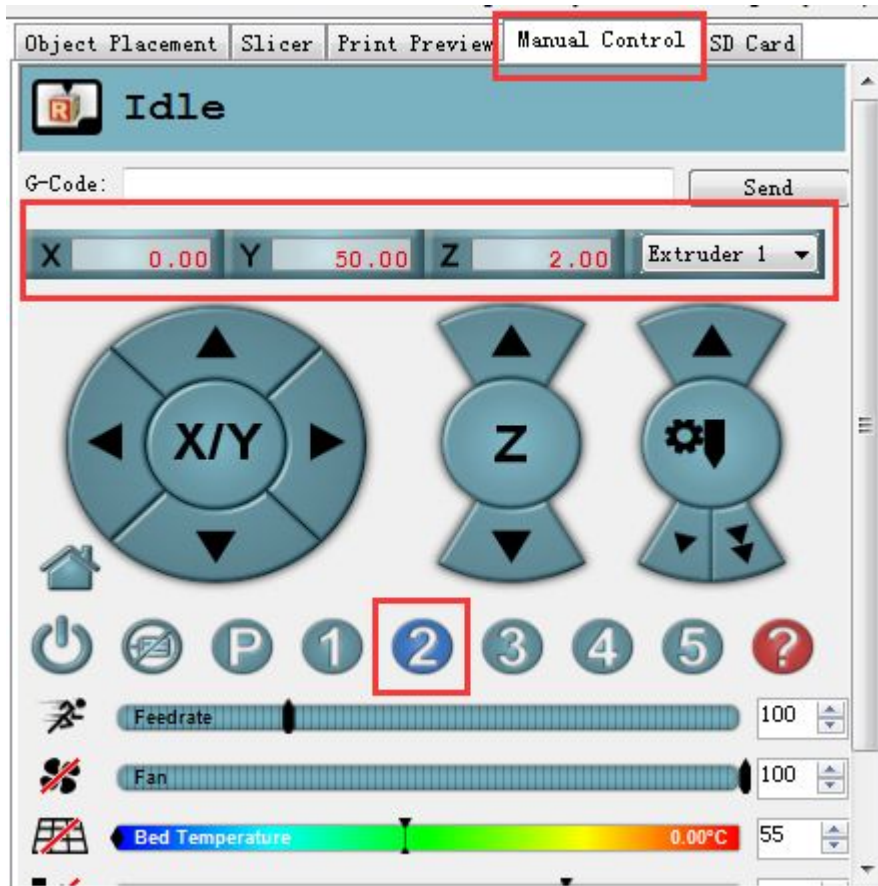 Object Placement Slicer Print Preview Manual Control SD Card
R Idle
G-Code: Send
X 0.00 Y 50.00 Z 2.00 Extruder 1
X/Y Z
P 1 2 3 4 5 ?
Feedrate 100
Fan 100
Bed Temperature 0.00°C 55